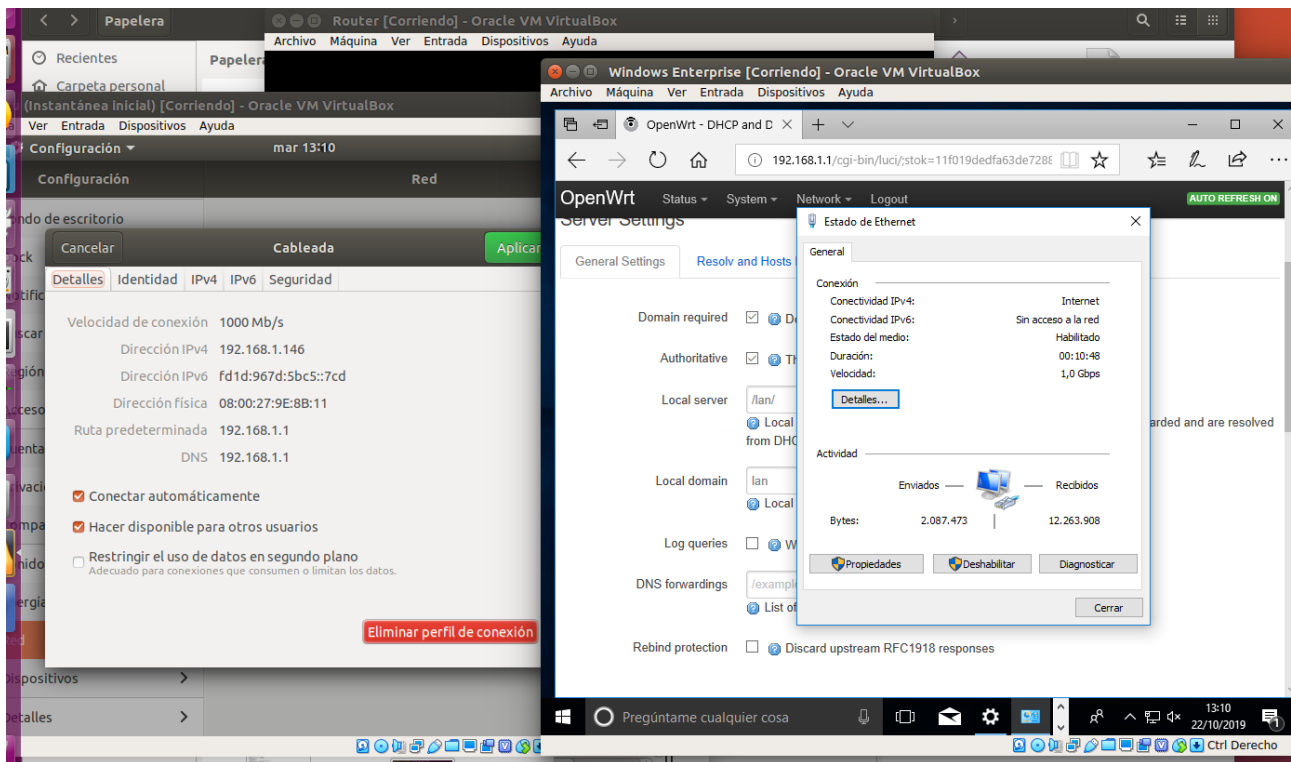 Papelera
Recientes
Papeler
Carpeta personal
Router [Corriendo] - Oracle VM VirtualBox
Archivo Máquina Ver Entrada Dispositivos Ayuda
(Instantánea inicial) [Corriendo] - Oracle VM VirtualBox
Ver Entrada Dispositivos Ayuda
Configuración
mar 13:10
Configuración
Red
ndo de escritorio
ck
Cancelar
Cableada
Aplicar
Detalles Identidad IPv4 IPv6 Seguridad
Velocidad de conexión 1000 Mb/s
Dirección IPv4 192.168.1.146
Dirección IPv6 fd1d:967d:5bc5::7cd
Dirección física 08:00:27:9E:8B:11
Ruta predeterminada 192.168.1.1
DNS 192.168.1.1
Conectar automáticamente
Hacer disponible para otros usuarios
Restringir el uso de datos en segundo plano
Adecuado para conexiones que consumen o limitan los datos.
Eliminar perfil de conexión
ispositivos
etalles
Windows Enterprise [Corriendo] - Oracle VM VirtualBox
Archivo Máquina Ver Entrada Dispositivos Ayuda
OpenWrt - DHCP and D
192.168.1.1/cgi-bin/luci/;stok=11f019dedfa63de728
OpenWrt Status System Network Logout
AUTO REFRESH ON
Server Settings
General Settings
Resolv and Hosts
Domain required
Authoritative
Th
Local server
/lan/
Local
arded and are resolved
from DHC
Local domain
lan
Local
Log queries
W
DNS forwardings
/example
List of
Rebind protection
Discard upstream RFC1918 responses
Estado de Ethernet
General
Conexión
Conectividad IPv4: Internet
Conectividad IPv6: Sin acceso a la red
Estado del medio: Habilitado
Duración: 00:10:48
Velocidad: 1,0 Gbps
Detalles...
Actividad
Enviados
Recibidos
Bytes: 2.087.473 12.263.908
Propiedades
Deshabilitar
Diagnosticar
Cerrar
Pregúntame cualquier cosa
13:10
22/10/2019
Ctrl Derecho